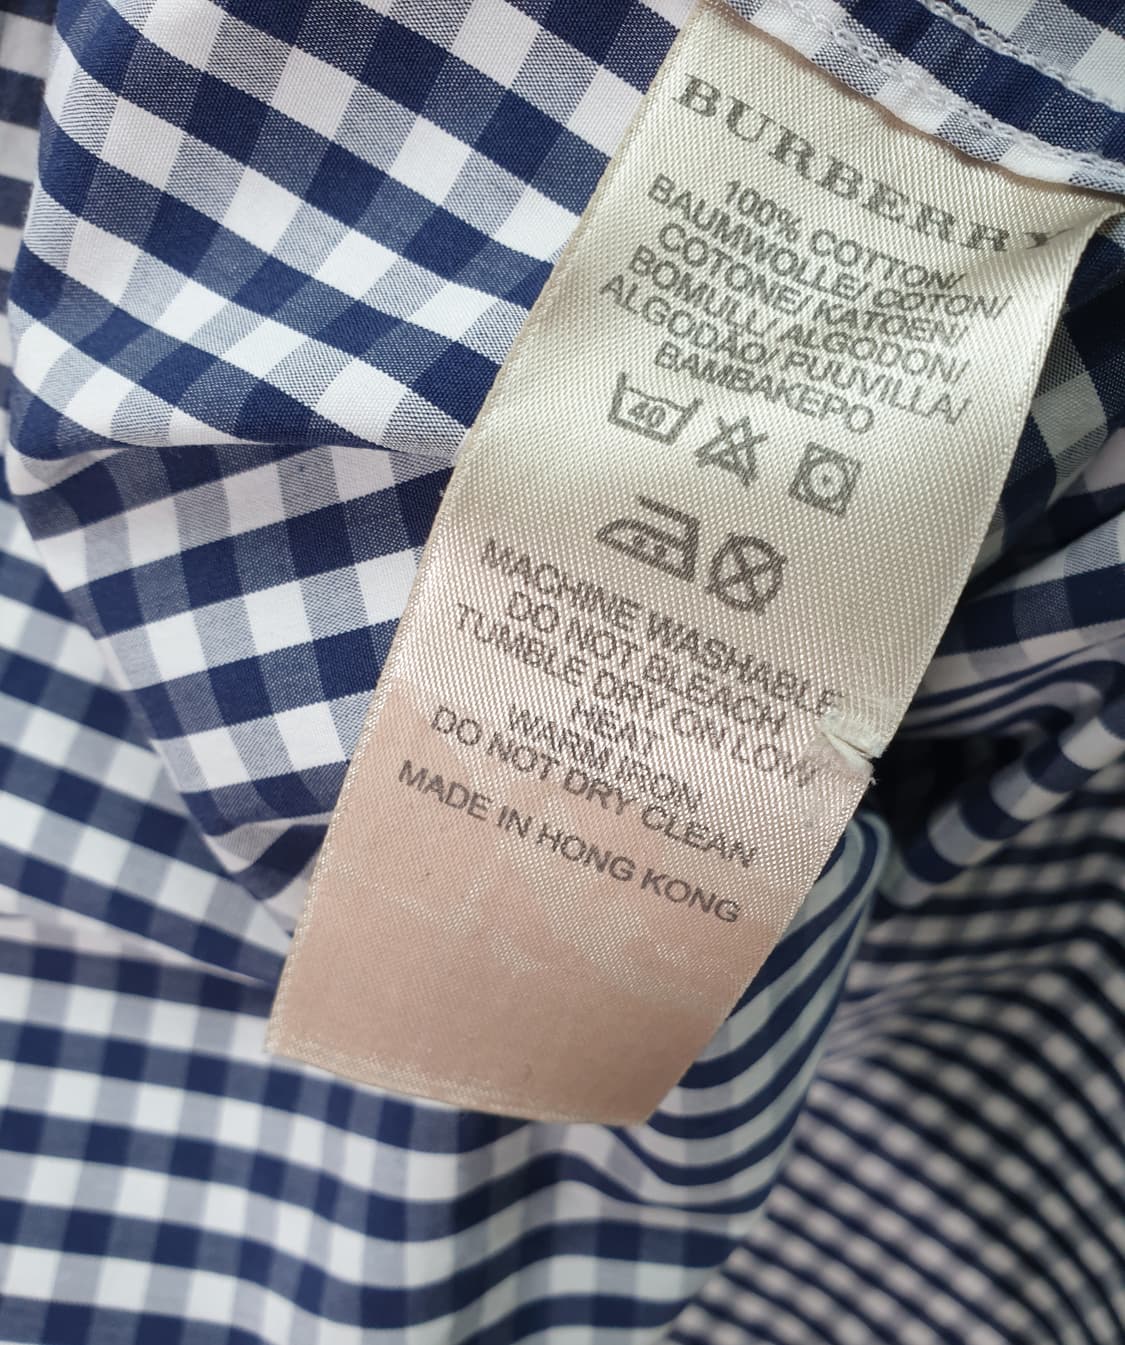 BURBERRY
100% COTTON/
BAUMWOLLE/ COTON/
COTONE/ KATOEN/
BOMULL/ ALGODON/
ALGODÃO/ PUUVILLA/
ΒΑΜΒΑΚΕΡΟ
40
MACHINE WASHABLE
DO NOT BLEACH
TUMBLE DRY ON LOW
HEAT
WARM IRON
DO NOT DRY CLEAN
MADE IN HONG KONG